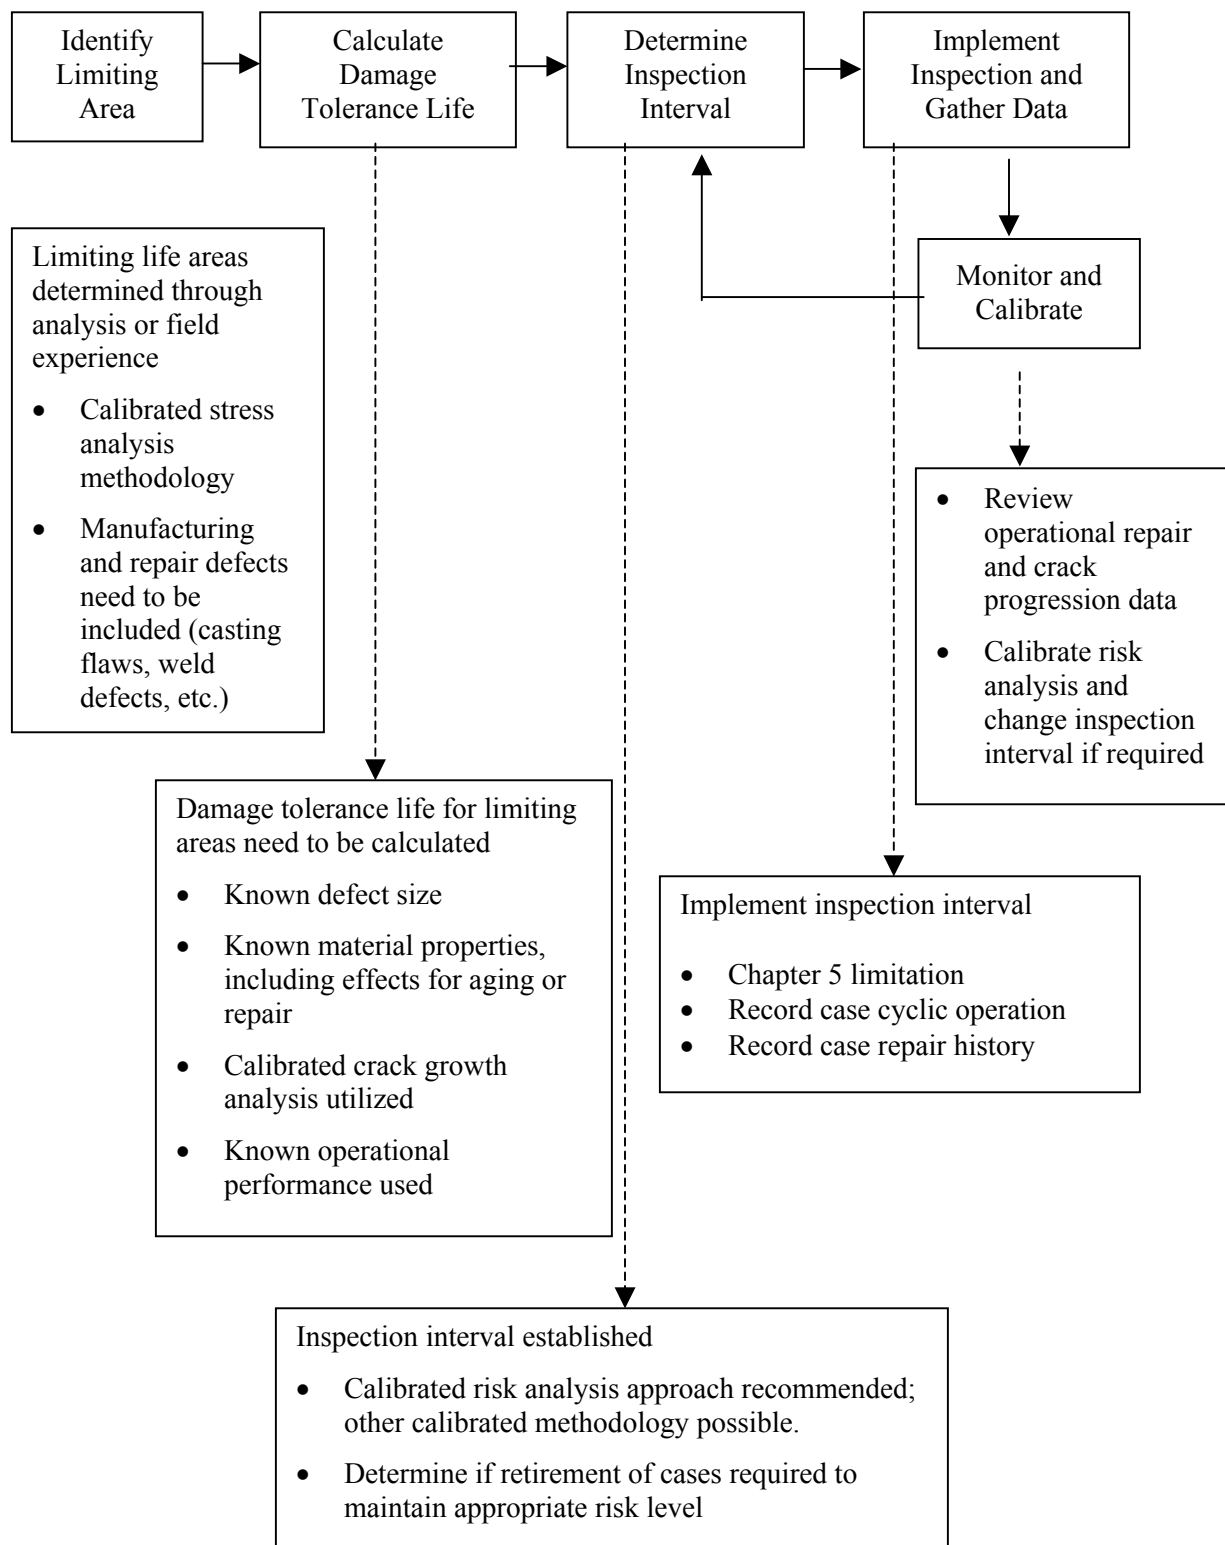 Identify
Limiting
Area
Calculate
Damage
Tolerance Life
Determine
Inspection
Interval
Implement
Inspection and
Gather Data
Monitor and
Calibrate
Limiting life areas
determined through
analysis or field
experience
• Calibrated stress
analysis
methodology
• Manufacturing
and repair defects
need to be
included (casting
flaws, weld
defects, etc.)
• Review
operational repair
and crack
progression data
• Calibrate risk
analysis and
change inspection
interval if required
Damage tolerance life for limiting
areas need to be calculated
• Known defect size
• Known material properties,
including effects for aging or
repair
• Calibrated crack growth
analysis utilized
• Known operational
performance used
Implement inspection interval
• Chapter 5 limitation
• Record case cyclic operation
• Record case repair history
Inspection interval established
• Calibrated risk analysis approach recommended;
other calibrated methodology possible.
• Determine if retirement of cases required to
maintain appropriate risk level